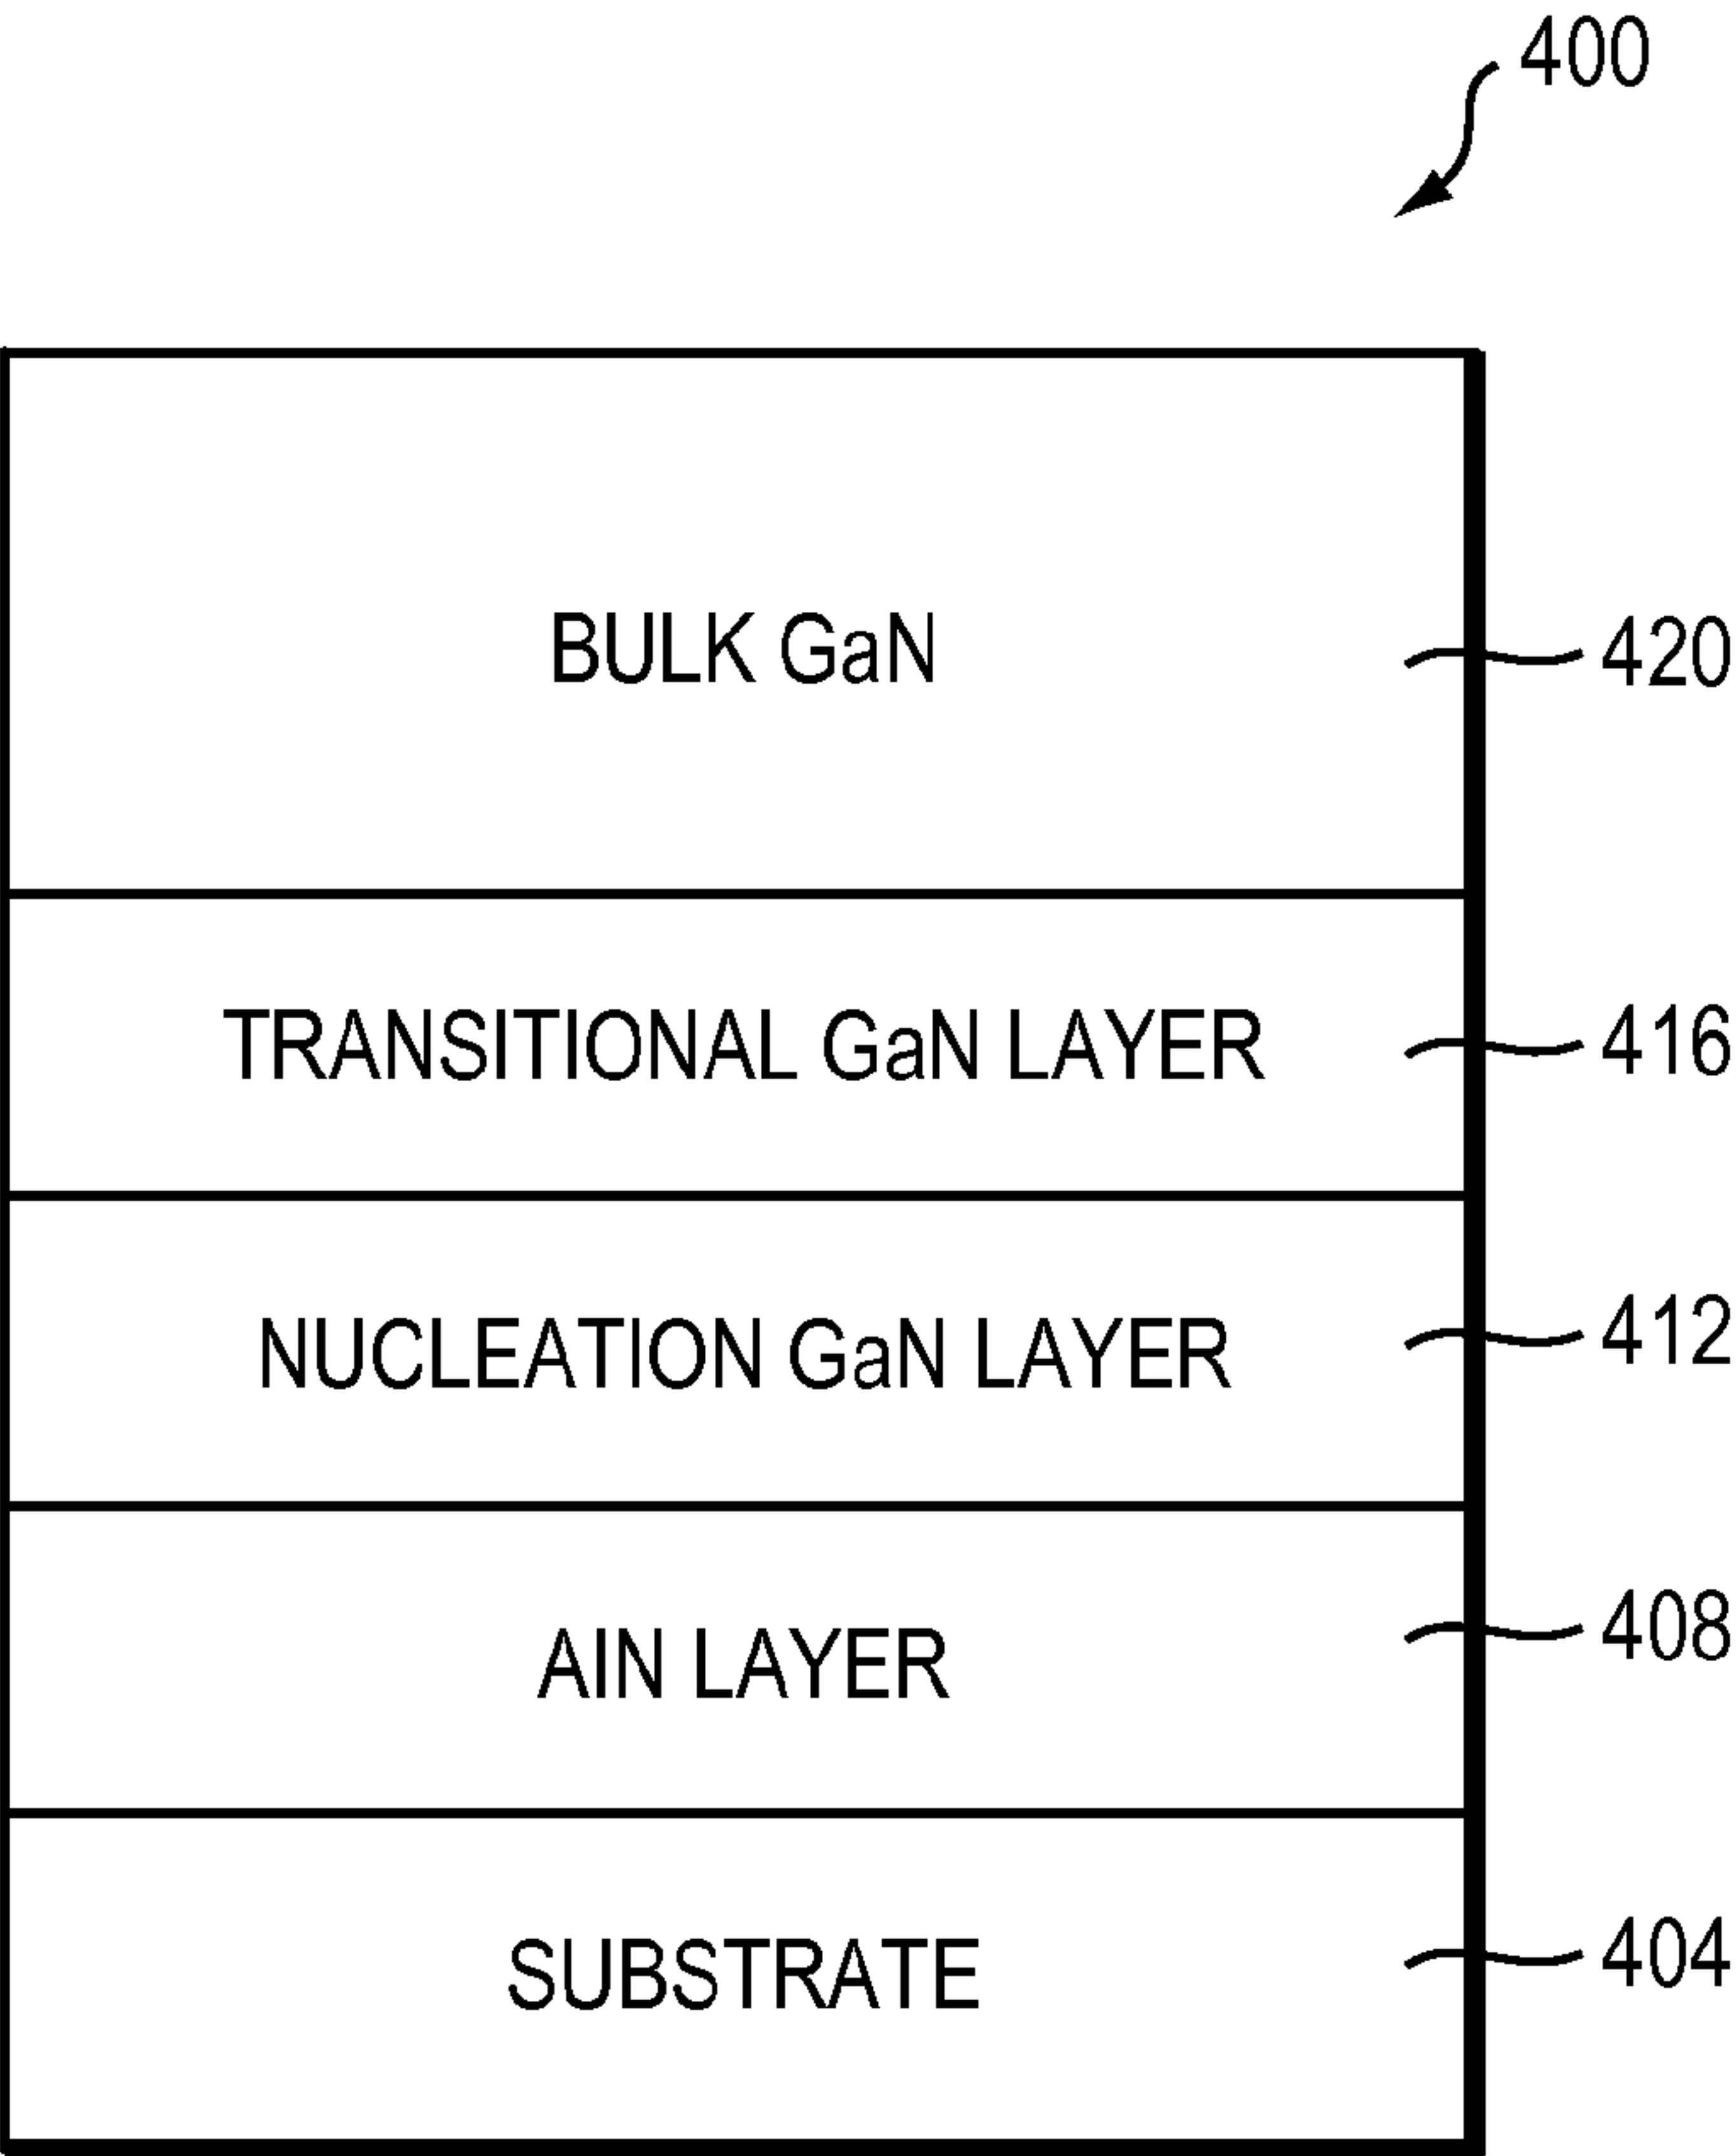 400
BULK GaN
420
TRANSITIONAL GaN LAYER
416
NUCLEATION GaN LAYER
412
AlN LAYER
408
SUBSTRATE
404